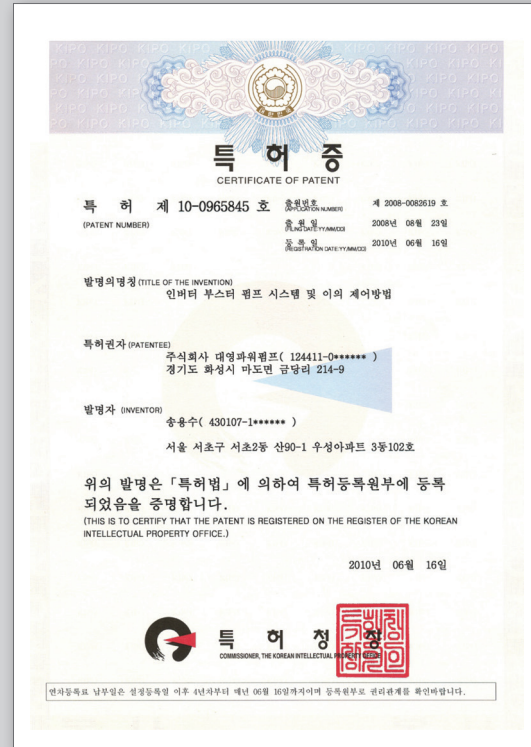 특 허 증
CERTIFICATE OF PATENT
특 허 제 10-0965845 호
(PATENT NUMBER)
출원번호 제 2008-0082619 호
(APPLICATION NUMBER)
출 원 일 2008년 08월 23일
(FILING DATE:YY/MM/DD)
등 록 일 2010년 06월 16일
(REGISTRATION DATE:YY/MM/DD)
발명의명칭 (TITLE OF THE INVENTION)
인버터 부스터 펌프 시스템 및 이의 제어방법
특허권자 (PATENTEE)
주식회사 대영파워펌프( 124411-0****** )
경기도 화성시 마도면 금당리 214-9
발명자 (INVENTOR)
송용수( 430107-1****** )
서울 서초구 서초2동 산90-1 우성아파트 3동102호
위의 발명은 「특허법」에 의하여 특허등록원부에 등록
되었음을 증명합니다.
(THIS IS TO CERTIFY THAT THE PATENT IS REGISTERED ON THE REGISTER OF THE KOREAN
INTELLECTUAL PROPERTY OFFICE.)
2010년 06월 16일
특 허 청 장
COMMISSIONER, THE KOREAN INTELLECTUAL PROPERTY OFFICE
연차등록료 납부일은 설정등록일 이후 4년차부터 매년 06월 16일까지이며 등록원부로 권리관계를 확인바랍니다.